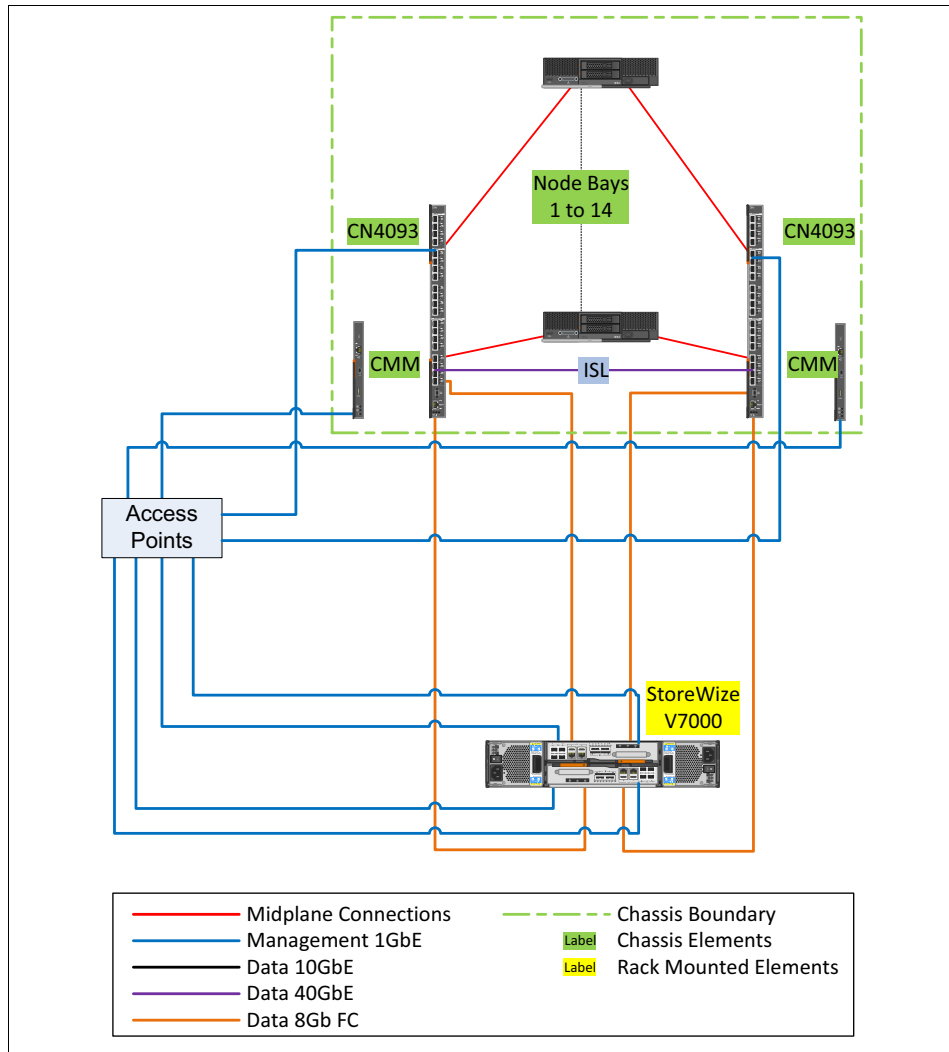 Node Bays
1 to 14
CN4093
CN4093
CMM
ISL
CMM
Access
Points
StoreWize
V7000
Midplane Connections
Management 1GbE
Data 10GbE
Data 40GbE
Data 8Gb FC
Chassis Boundary
Label Chassis Elements
Label Rack Mounted Elements